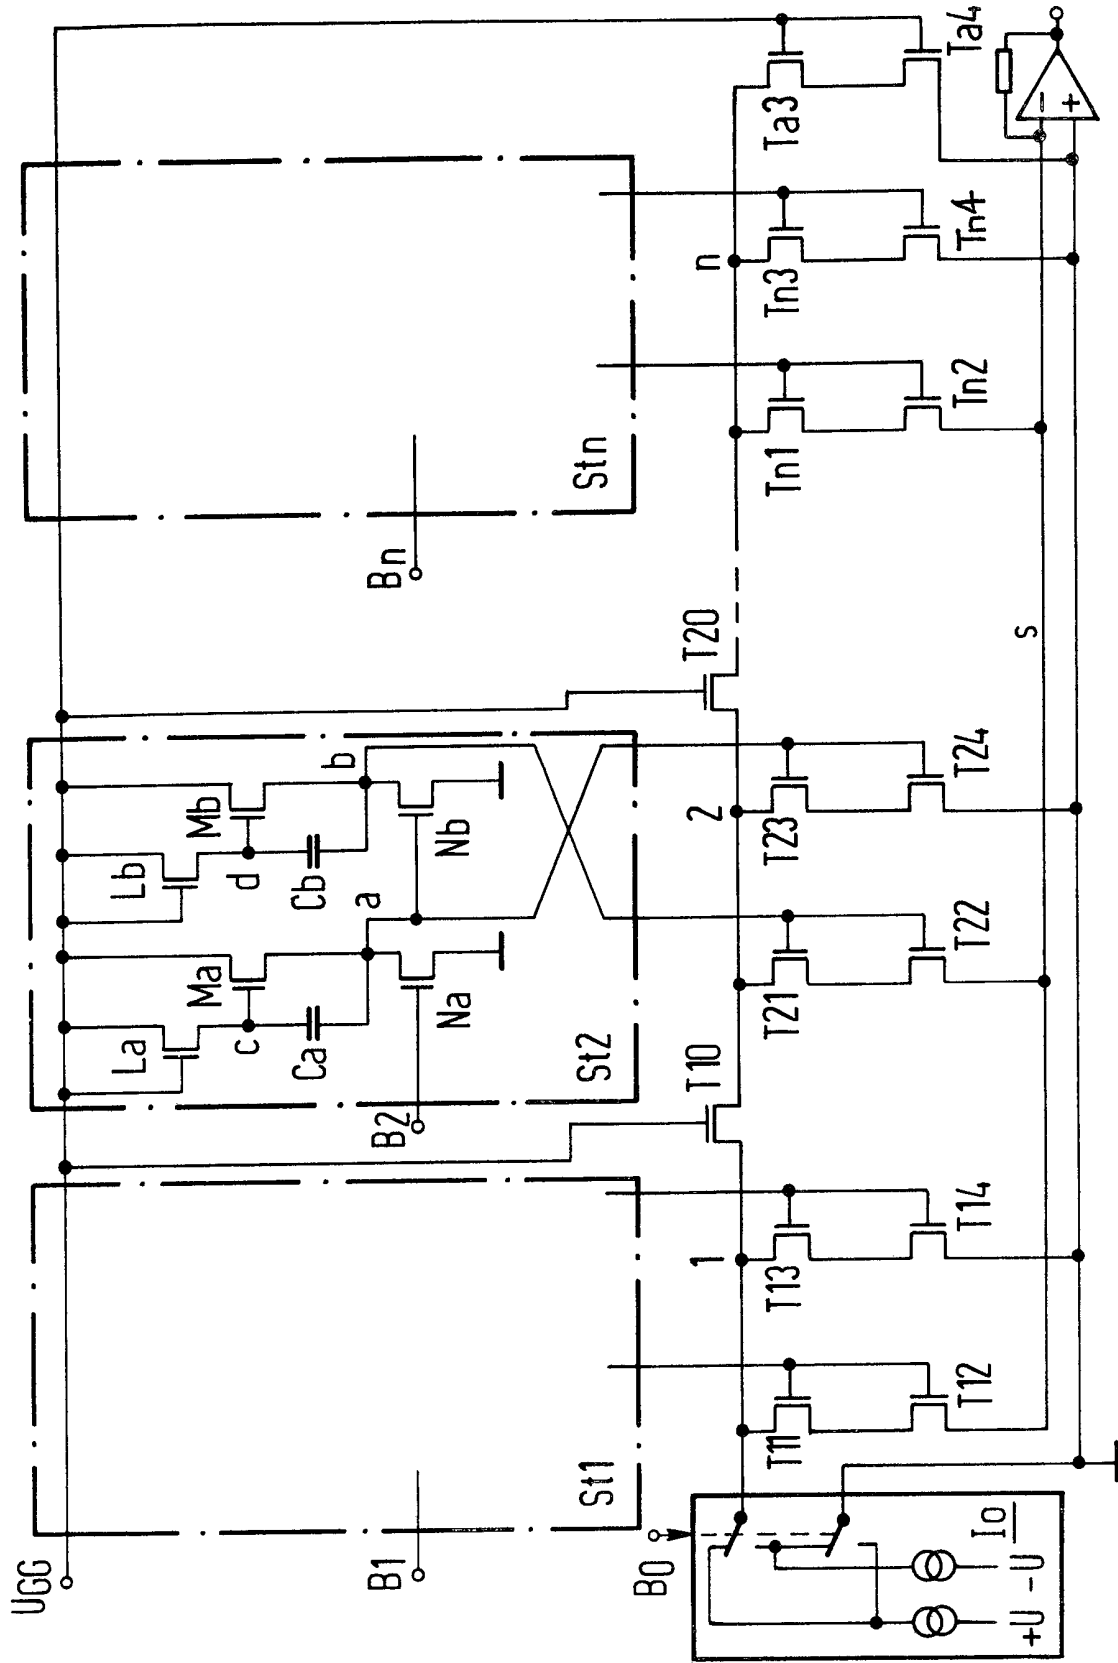 UGG
B1
St1
B2
St2
La
Ma
c
Ca
Na
Lb
Mb
d
Cb
a
b
Nb
Bn
Stn
B0
I0
+U
-U
T11
T12
1
T13
T14
T10
T21
T22
2
T23
T24
T20
s
Tn1
Tn2
n
Tn3
Tn4
Ta3
Ta4
−
+